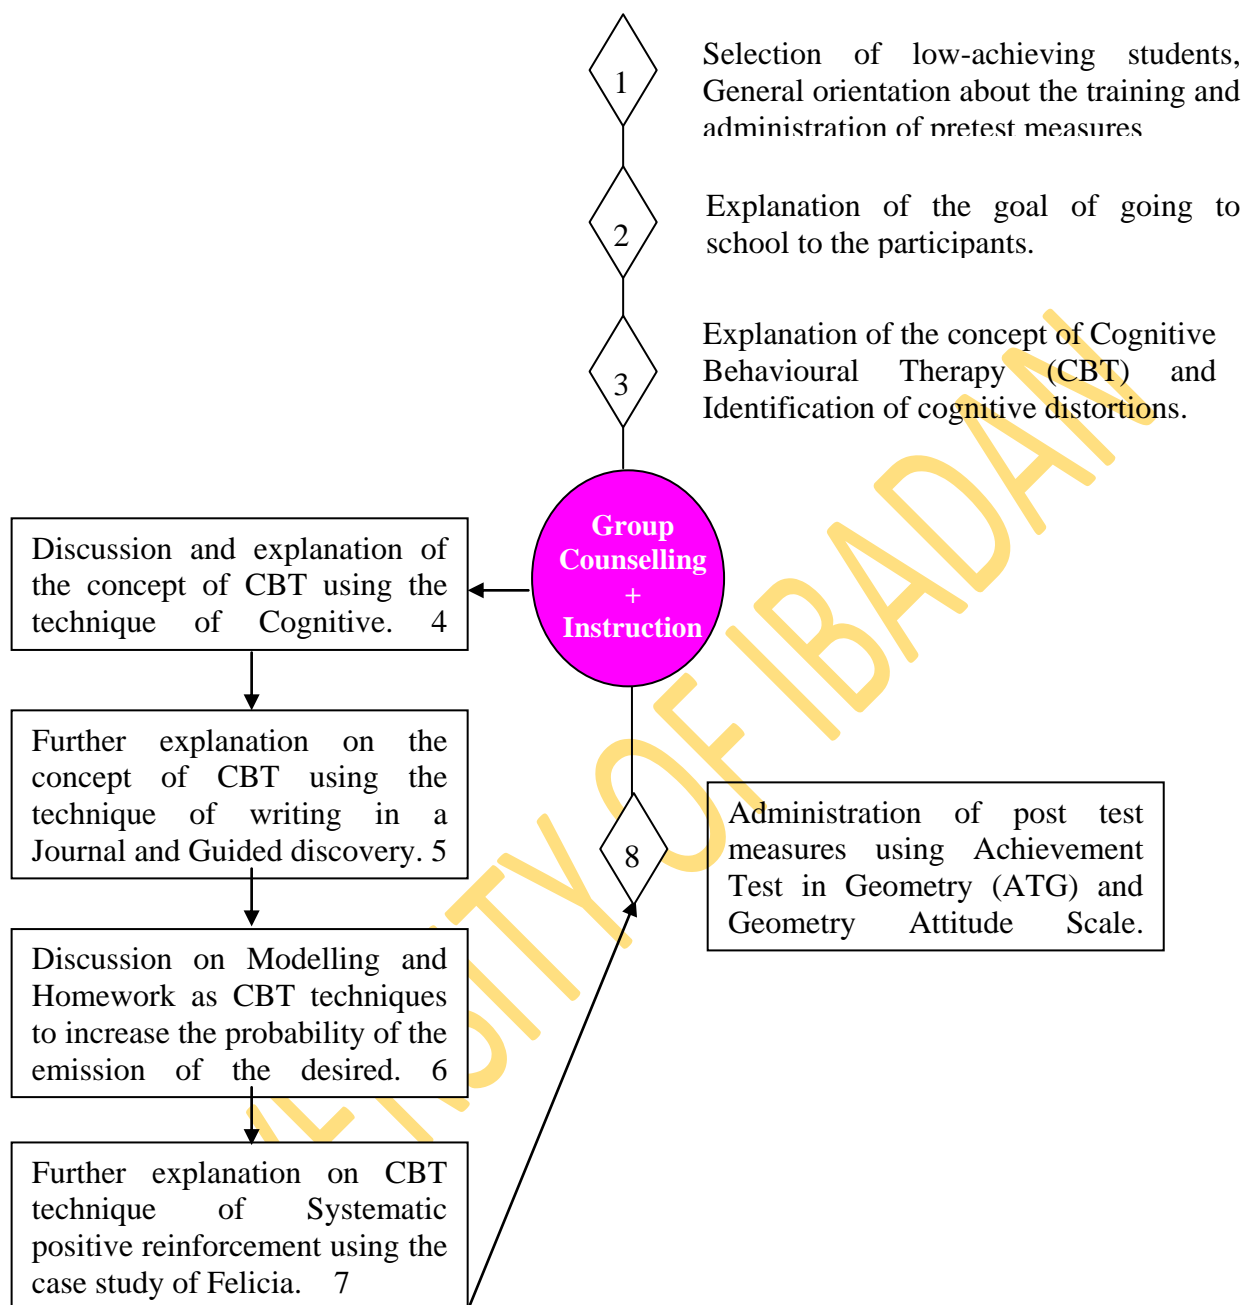 1
Selection of low-achieving students,
General orientation about the training and
administration of pretest measures
2
Explanation of the goal of going to
school to the participants.
3
Explanation of the concept of Cognitive
Behavioural Therapy (CBT) and
Identification of cognitive distortions.
Group
Counselling
+
Instruction
Discussion and explanation of
the concept of CBT using the
technique of Cognitive. 4
Further explanation on the
concept of CBT using the
technique of writing in a
Journal and Guided discovery. 5
Discussion on Modelling and
Homework as CBT techniques
to increase the probability of the
emission of the desired. 6
Further explanation on CBT
technique of Systematic
positive reinforcement using the
case study of Felicia. 7
8
Administration of post test
measures using Achievement
Test in Geometry (ATG) and
Geometry Attitude Scale.
SITY OF IBADAN